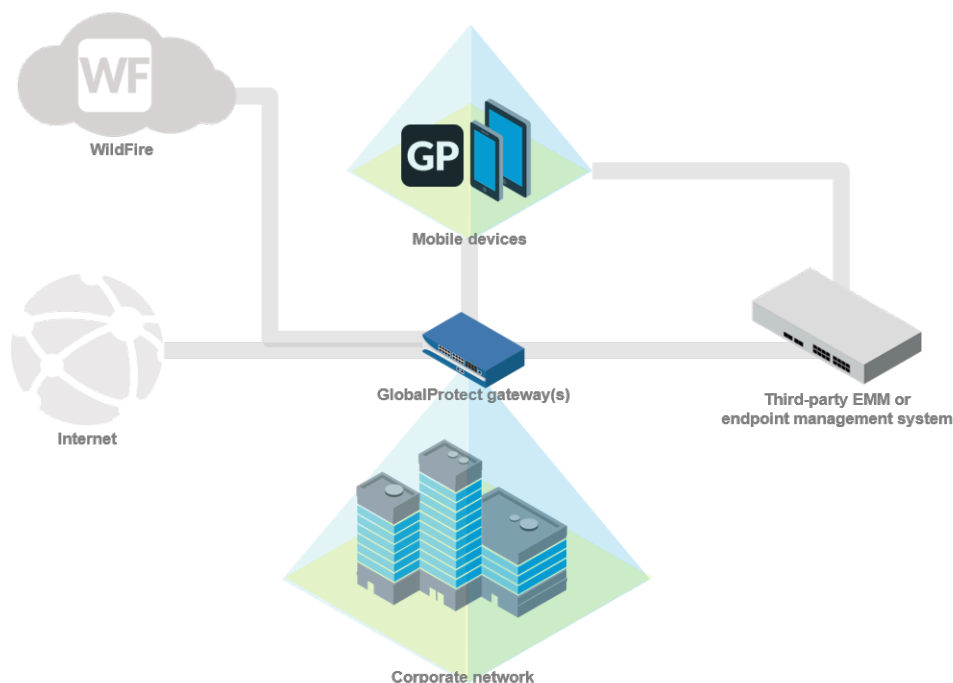 WF
WildFire
GP
Mobile devices
GlobalProtect gateway(s)
Internet
Third-party EMM or
endpoint management system
Corporate network